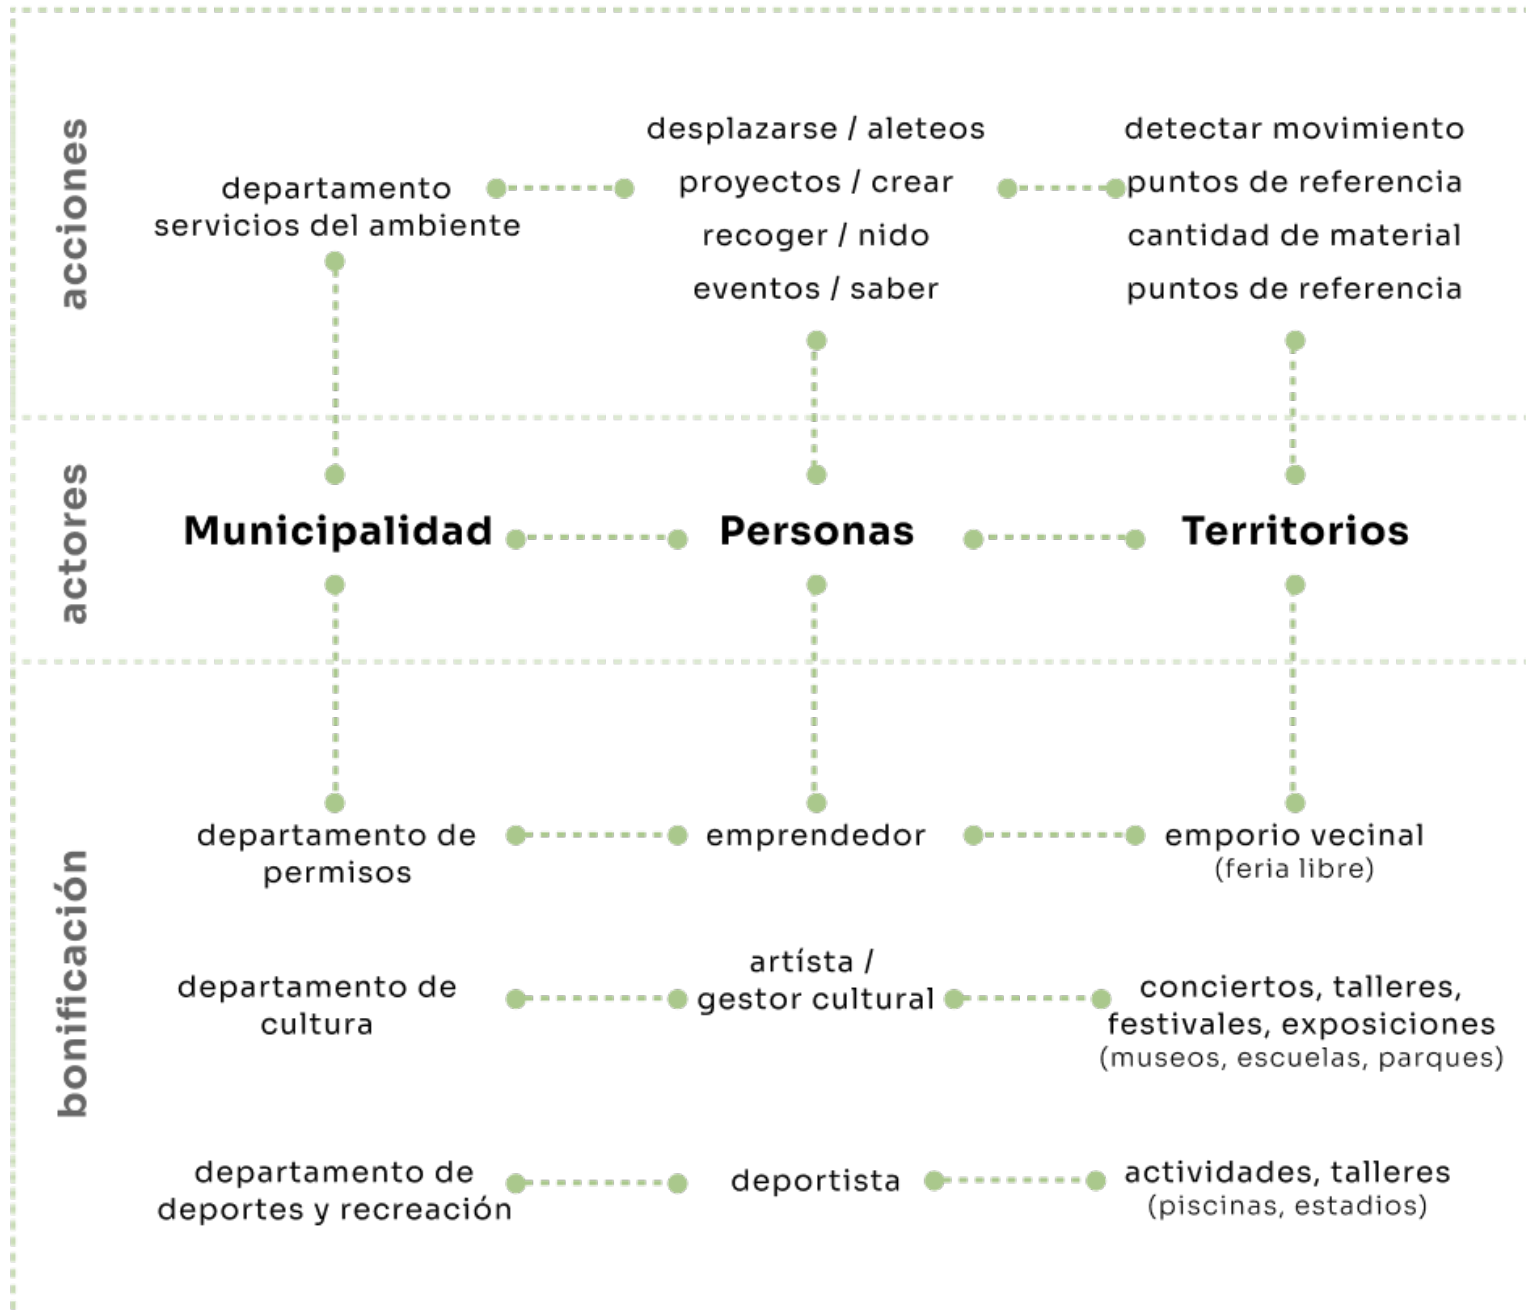 acciones
departamento
servicios del ambiente
desplazarse / aleteos
proyectos / crear
recoger / nido
eventos / saber
detectar movimiento
puntos de referencia
cantidad de material
puntos de referencia
actores
Municipalidad
Personas
Territorios
bonificación
departamento de
permisos
emprendedor
emporio vecinal
(feria libre)
departamento de
cultura
artísta /
gestor cultural
conciertos, talleres,
festivales, exposiciones
(museos, escuelas, parques)
departamento de
deportes y recreación
deportista
actividades, talleres
(piscinas, estadios)